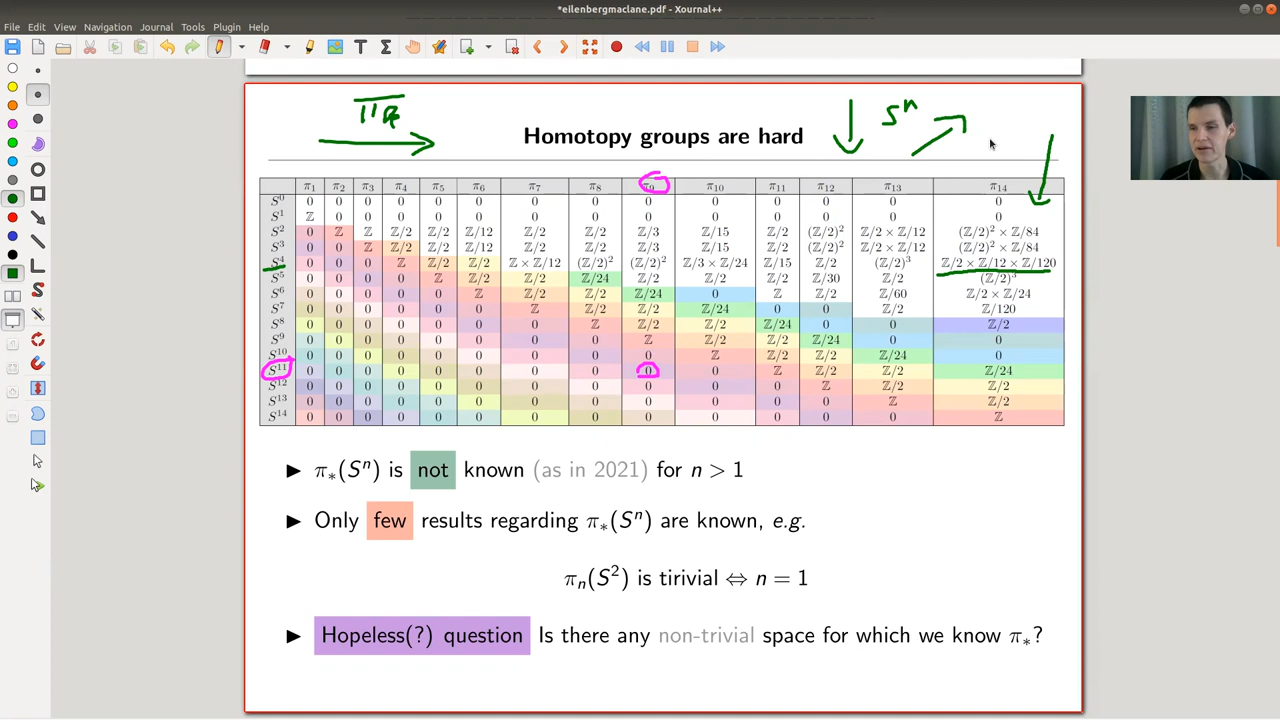 *eilenbergmaclane.pdf - Xournal++
File Edit View Navigation Journal Tools Plugin Help
S^n
Homotopy groups are hard
π₁ π₂ π₃ π₄ π₅ π₆ π₇ π₈ π₉ π₁₀ π₁₁ π₁₂ π₁₃ π₁₄
S⁰ 0 0 0 0 0 0 0 0 0 0 0 0 0 0
S¹ ℤ 0 0 0 0 0 0 0 0 0 0 0 0 0
S² 0 ℤ ℤ ℤ/2 ℤ/2 ℤ/12 ℤ/2 ℤ/2 ℤ/3 ℤ/15 ℤ/2 (ℤ/2)² ℤ/2 × ℤ/12 (ℤ/2)² × ℤ/84
S³ 0 0 ℤ ℤ/2 ℤ/2 ℤ/12 ℤ/2 ℤ/2 ℤ/3 ℤ/15 ℤ/2 (ℤ/2)² ℤ/2 × ℤ/12 (ℤ/2)² × ℤ/84
S⁴ 0 0 0 ℤ ℤ/2 ℤ/2 ℤ × ℤ/12 (ℤ/2)² (ℤ/2)² ℤ/3 × ℤ/24 ℤ/15 ℤ/2 (ℤ/2)³ ℤ/2 × ℤ/12 × ℤ/120
S⁵ 0 0 0 0 ℤ ℤ/2 ℤ/2 ℤ/24 ℤ/2 ℤ/2 ℤ/2 ℤ/30 ℤ/2 (ℤ/2)³
S⁶ 0 0 0 0 0 ℤ ℤ/2 ℤ/2 ℤ/24 0 ℤ ℤ/2 ℤ/60 ℤ/2 × ℤ/24
S⁷ 0 0 0 0 0 0 ℤ ℤ/2 ℤ/2 ℤ/24 0 0 ℤ/2 ℤ/120
S⁸ 0 0 0 0 0 0 0 ℤ ℤ/2 ℤ/2 ℤ/24 0 0 ℤ/2
S⁹ 0 0 0 0 0 0 0 0 ℤ ℤ/2 ℤ/2 ℤ/24 0 0
S¹⁰ 0 0 0 0 0 0 0 0 0 ℤ ℤ/2 ℤ/2 ℤ/24 0
S¹¹ 0 0 0 0 0 0 0 0 0 0 ℤ ℤ/2 ℤ/2 ℤ/24
S¹² 0 0 0 0 0 0 0 0 0 0 0 ℤ ℤ/2 ℤ/2
S¹³ 0 0 0 0 0 0 0 0 0 0 0 0 ℤ ℤ/2
S¹⁴ 0 0 0 0 0 0 0 0 0 0 0 0 0 ℤ
▶ π∗(Sⁿ) is not known (as in 2021) for n > 1
▶ Only few results regarding π∗(Sⁿ) are known, e.g.
πₙ(S²) is tirivial ⇔ n = 1
▶ Hopeless(?) question Is there any non-trivial space for which we know π∗?